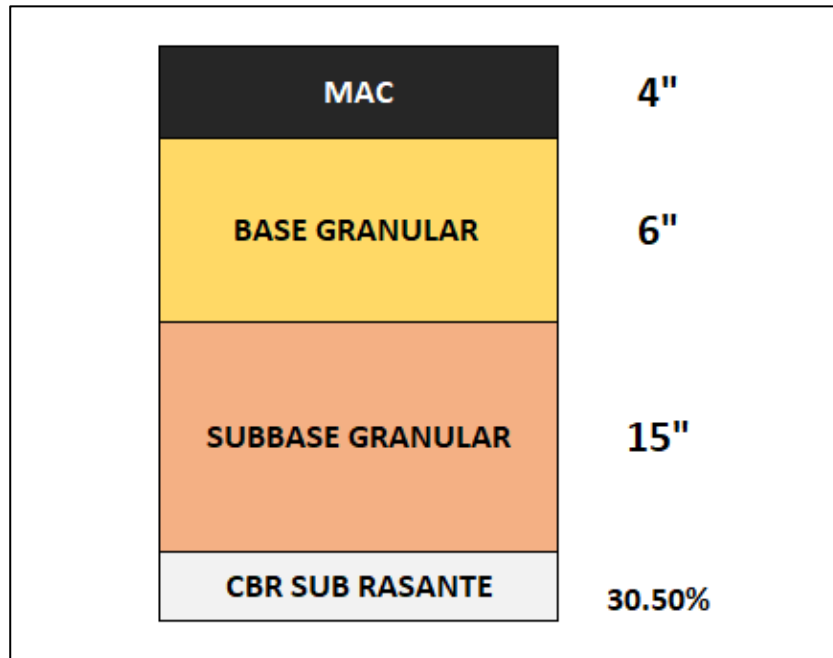 MAC 4"
BASE GRANULAR 6"
SUBBASE GRANULAR 15"
CBR SUB RASANTE 30.50%